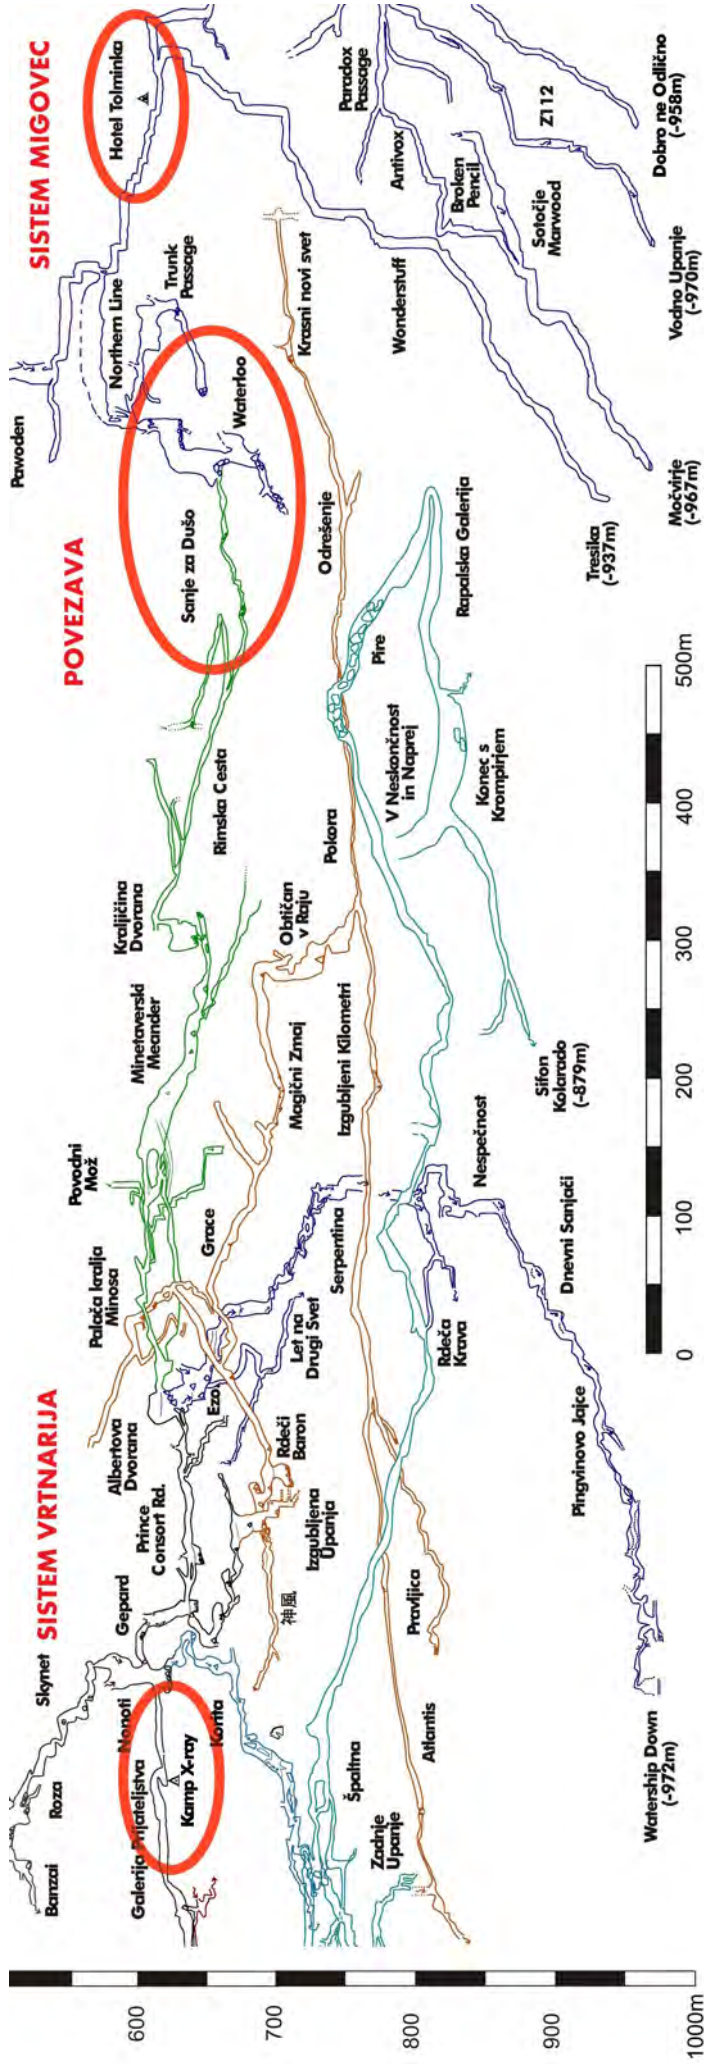 SISTEM VRTNARIJA
POVEZAVA
SISTEM MIGOVEC
Banzai
Roza
Skynet
Galerija Prijateljstva
Nonoti
Kamp X-ray
Korita
Gepard
Prince
Consort Rd.
Albertova
Dvorana
Palača kralja
Minosa
Ezo
Povodni
Mož
Minetaverski
Meander
Kraljičina
Dvorana
Rimska Cesta
Sanje za Dušo
Waterloo
Pawoden
Northern Line
Trunk
Passage
Hotel Tolminka
Grace
Let na
Drugi Svet
Rdeči
Baron
Izgubljena
Upanja
神風
Magični Zmaj
Obtičan
v Raju
Serpentina
Izgubljeni Kilometri
Pokora
Odrešenje
Krasni novi svet
Wonderstuff
Paradox
Passage
Antivox
Broken
Pencil
Sotočje
Marwood
Z112
Špaltna
Zadnje
Upanje
Atlantis
Pravljica
Rdeča
Krava
Nespečnost
Dnevni Sanjači
Pingvinovo Jajce
Watership Down
(-972m)
Pire
V Neskončnost
in Naprej
Rapalska Galerija
Konec s
Krompirjem
Sifon
Kolarado
(-879m)
Tresika
(-937m)
Močvirje
(-967m)
Vodno Upanje
(-970m)
Dobro ne Odlično
(-958m)
600
700
800
900
1000m
0
100
200
300
400
500m